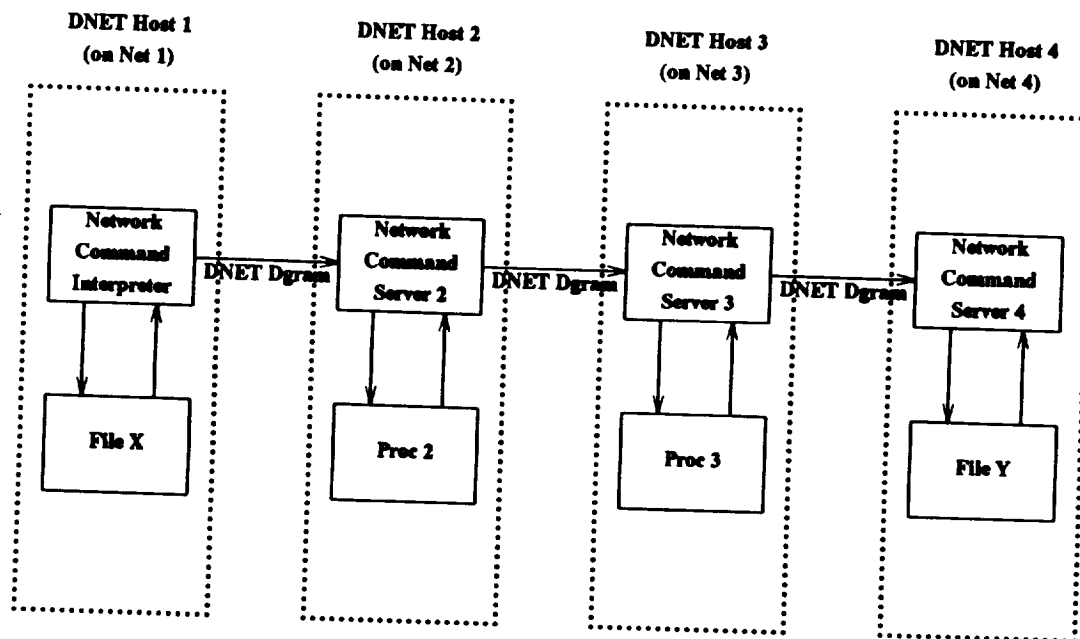 DNET Host 1
(on Net 1)
DNET Host 2
(on Net 2)
DNET Host 3
(on Net 3)
DNET Host 4
(on Net 4)
Network
Command
Interpreter
DNET Dgram
Network
Command
Server 2
DNET Dgram
Network
Command
Server 3
DNET Dgram
Network
Command
Server 4
File X
Proc 2
Proc 3
File Y